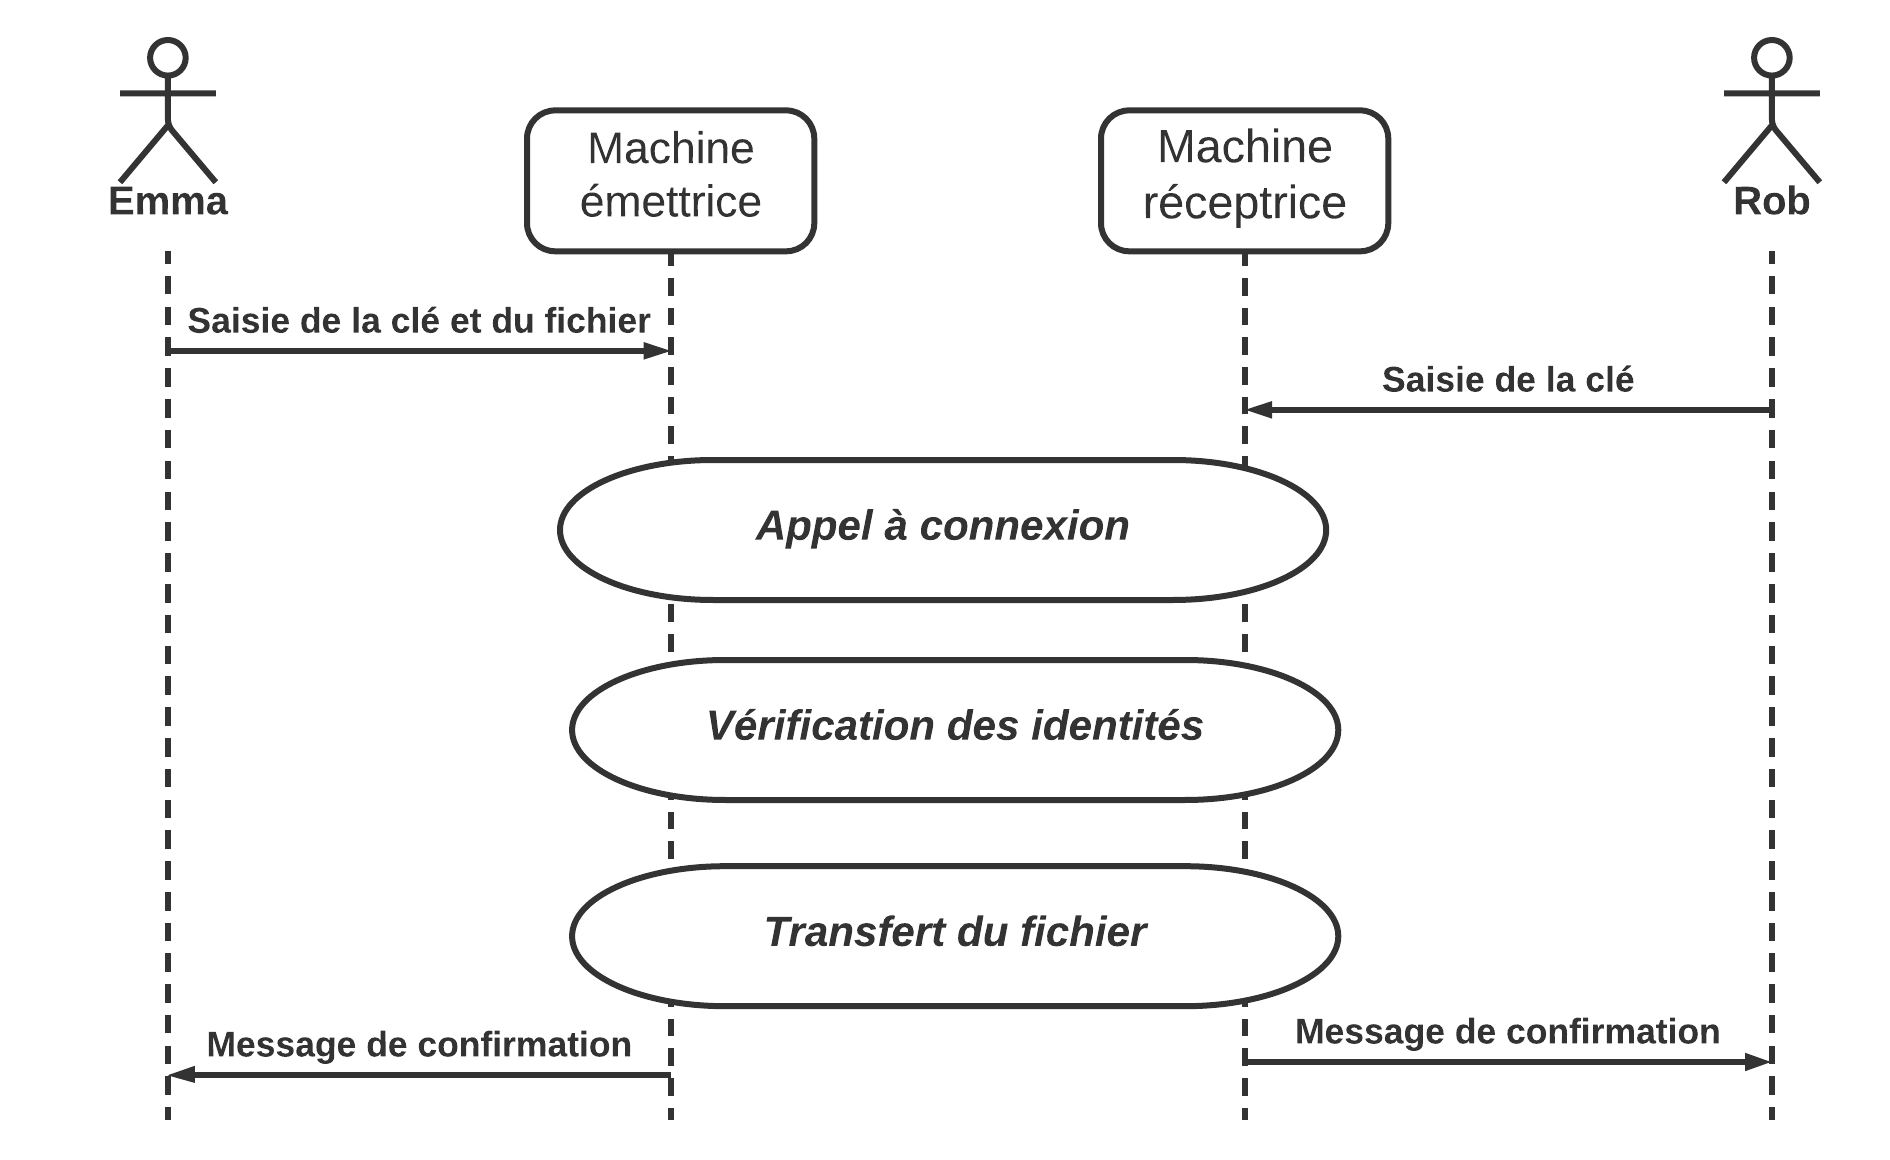 Emma
Machine
émettrice
Machine
réceptrice
Rob
Saisie de la clé et du fichier
Saisie de la clé
Appel à connexion
Vérification des identités
Transfert du fichier
Message de confirmation
Message de confirmation